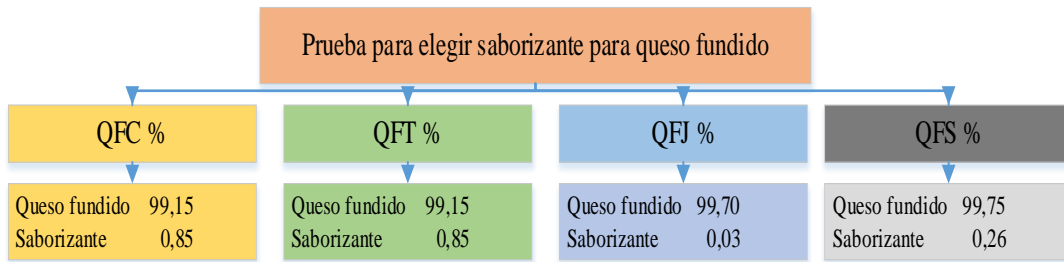 Prueba para elegir saborizante para queso fundido
QFC %
QFT %
QFJ %
QFS %
Queso fundido 99,15
Saborizante 0,85
Queso fundido 99,15
Saborizante 0,85
Queso fundido 99,70
Saborizante 0,03
Queso fundido 99,75
Saborizante 0,26